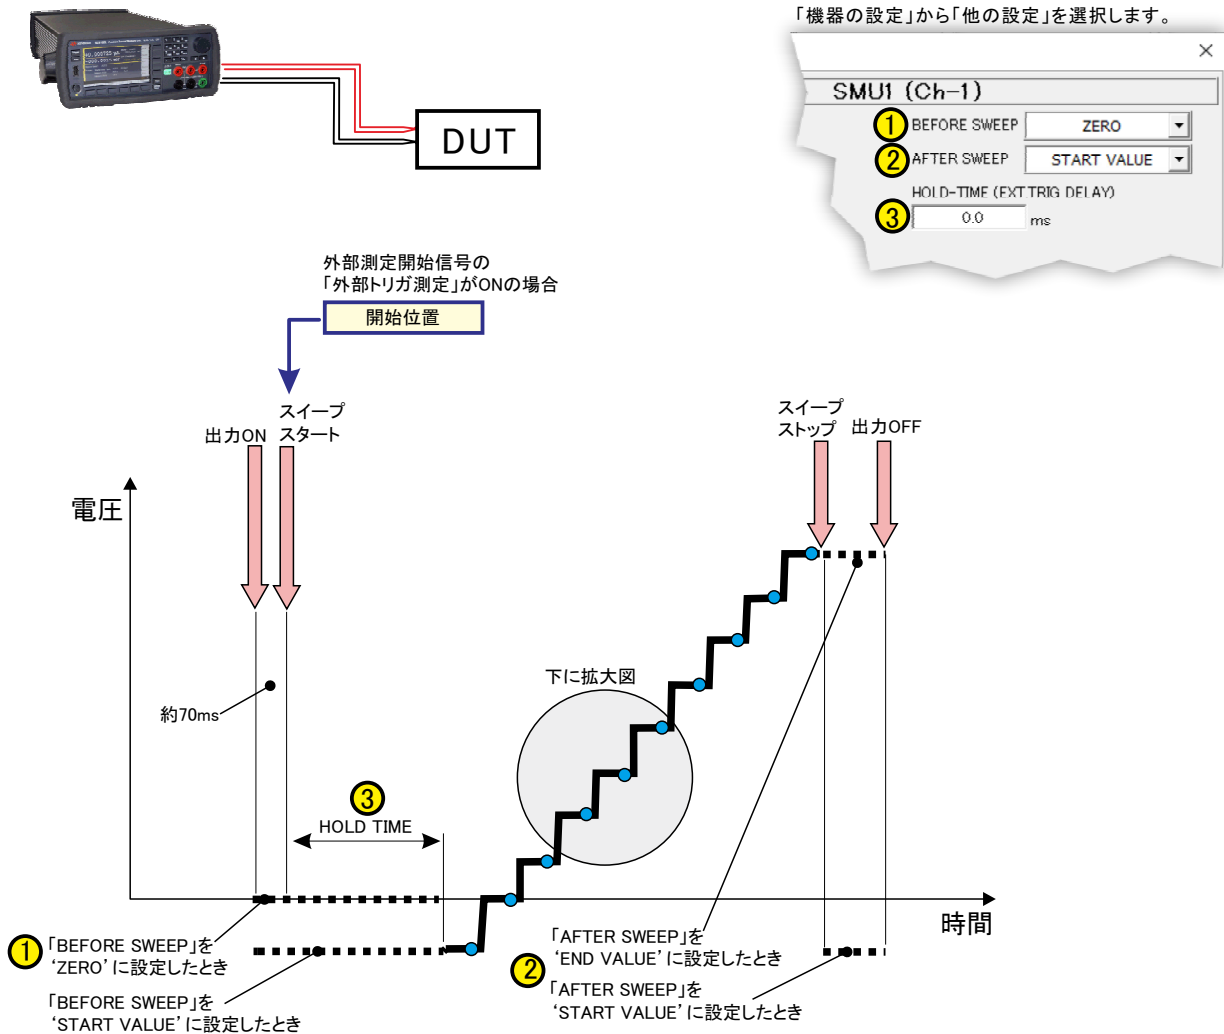 「機器の設定」から「他の設定」を選択します。
SMU1 (Ch-1)
1 BEFORE SWEEP ZERO
2 AFTER SWEEP START VALUE
HOLD-TIME (EXT TRIG DELAY)
3 0.0 ms
DUT
外部測定開始信号の
「外部トリガ測定」がONの場合
開始位置
出力ON
スイープ
スタート
スイープ
ストップ
出力OFF
電圧
約70ms
下に拡大図
3
HOLD TIME
時間
1
「BEFORE SWEEP」を
‘ZERO’に設定したとき
「BEFORE SWEEP」を
‘START VALUE’に設定したとき
2
「AFTER SWEEP」を
‘END VALUE’に設定したとき
「AFTER SWEEP」を
‘START VALUE’に設定したとき